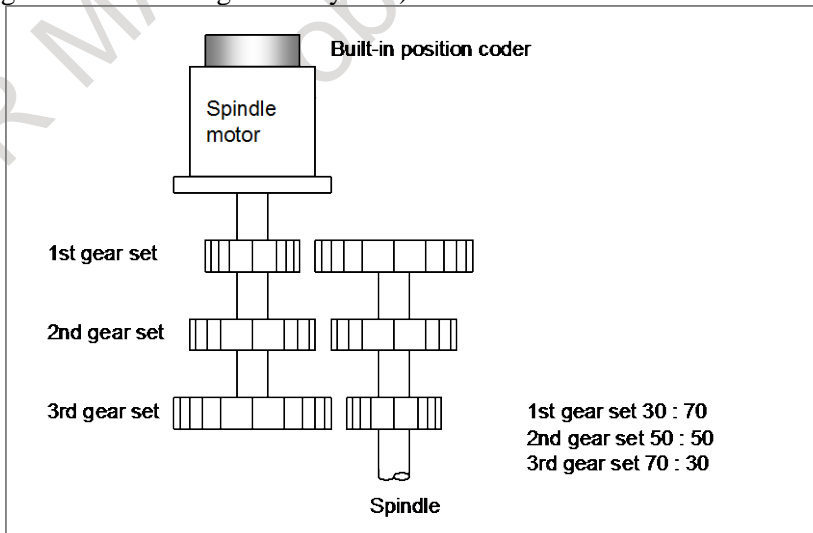 Built-in position coder
Spindle
motor
1st gear set
2nd gear set
3rd gear set
1st gear set 30 : 70
2nd gear set 50 : 50
3rd gear set 70 : 30
Spindle